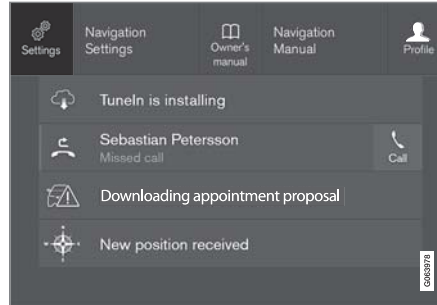 Settings
Navigation
Settings
Owner's
manual
Navigation
Manual
Profile
TuneIn is installing
Sebastian Petersson
Missed call
Call
Downloading appointment proposal
New position received
G063978